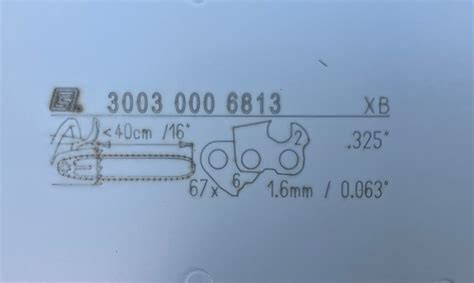 3003 000 6813 XB
<40cm /16"
2 .325"
67x 6 1.6mm / 0.063"